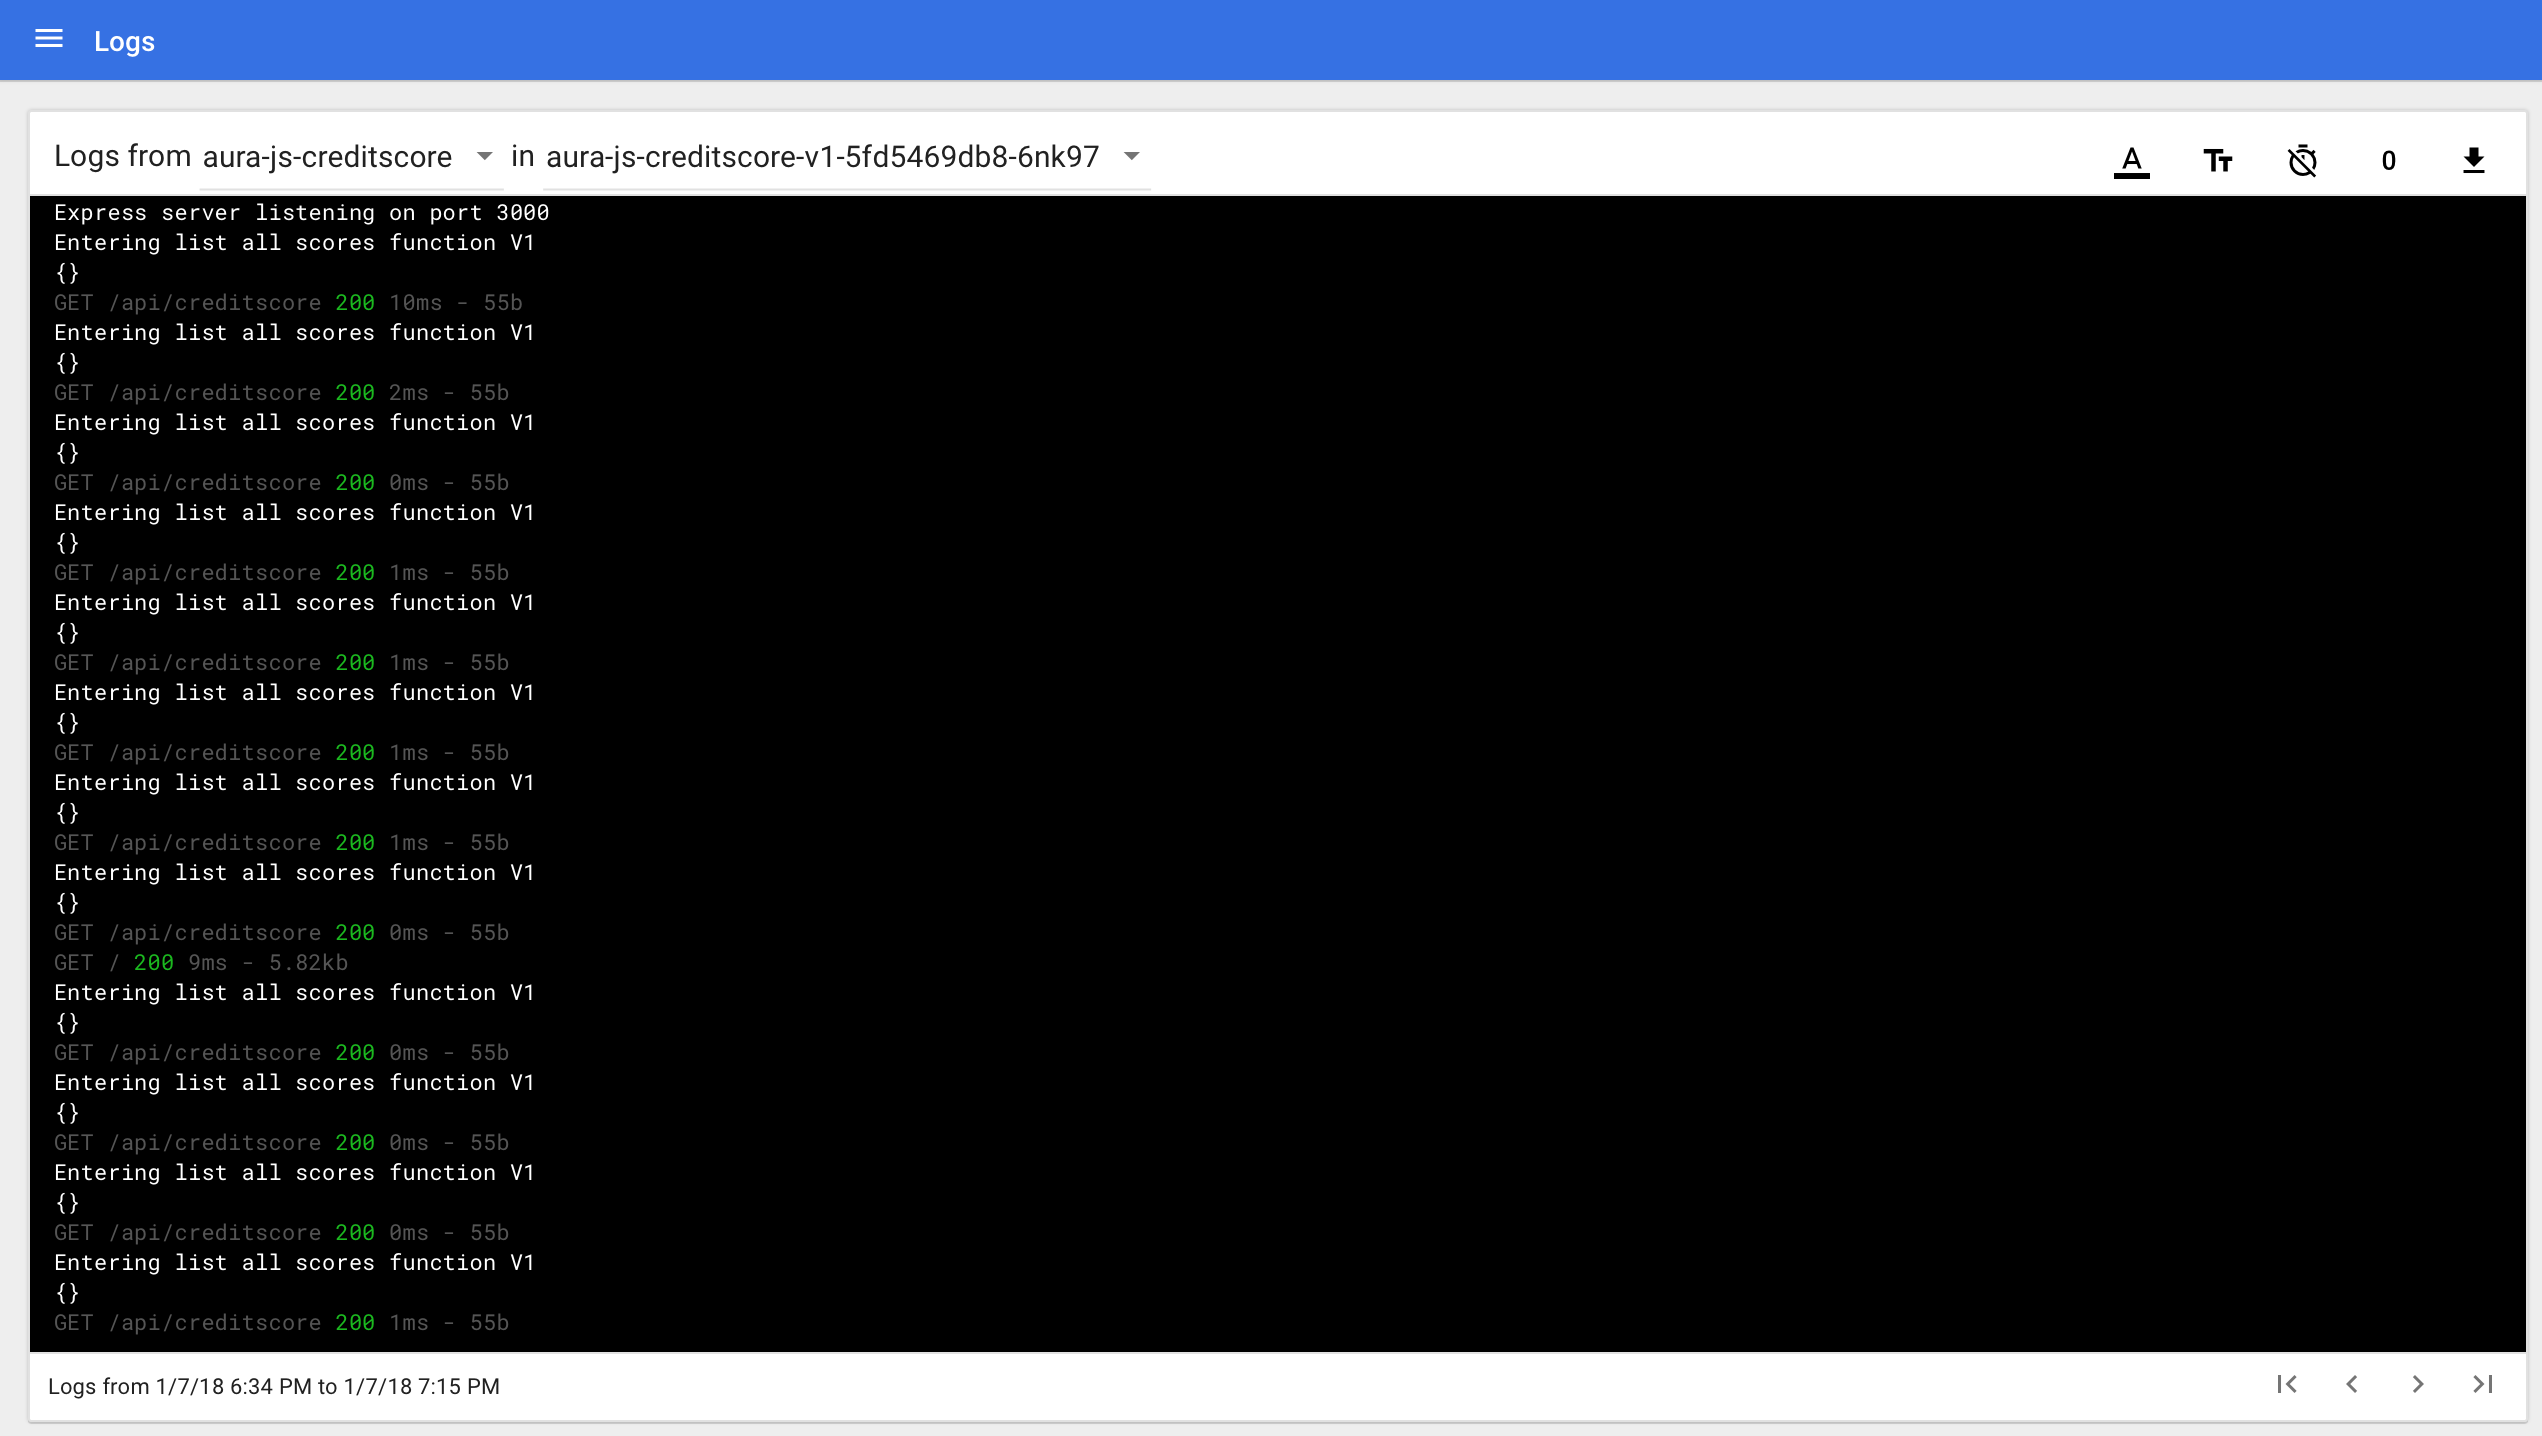 Logs
Logs from aura-js-creditscore in aura-js-creditscore-v1-5fd5469db8-6nk97 A Tт 0
Express server listening on port 3000
Entering list all scores function V1
{}
GET /api/creditscore 200 10ms - 55b
Entering list all scores function V1
{}
GET /api/creditscore 200 2ms - 55b
Entering list all scores function V1
{}
GET /api/creditscore 200 0ms - 55b
Entering list all scores function V1
{}
GET /api/creditscore 200 1ms - 55b
Entering list all scores function V1
{}
GET /api/creditscore 200 1ms - 55b
Entering list all scores function V1
{}
GET /api/creditscore 200 1ms - 55b
Entering list all scores function V1
{}
GET /api/creditscore 200 1ms - 55b
Entering list all scores function V1
{}
GET /api/creditscore 200 0ms - 55b
GET / 200 9ms - 5.82kb
Entering list all scores function V1
{}
GET /api/creditscore 200 0ms - 55b
Entering list all scores function V1
{}
GET /api/creditscore 200 0ms - 55b
Entering list all scores function V1
{}
GET /api/creditscore 200 0ms - 55b
Entering list all scores function V1
{}
GET /api/creditscore 200 1ms - 55b
Logs from 1/7/18 6:34 PM to 1/7/18 7:15 PM